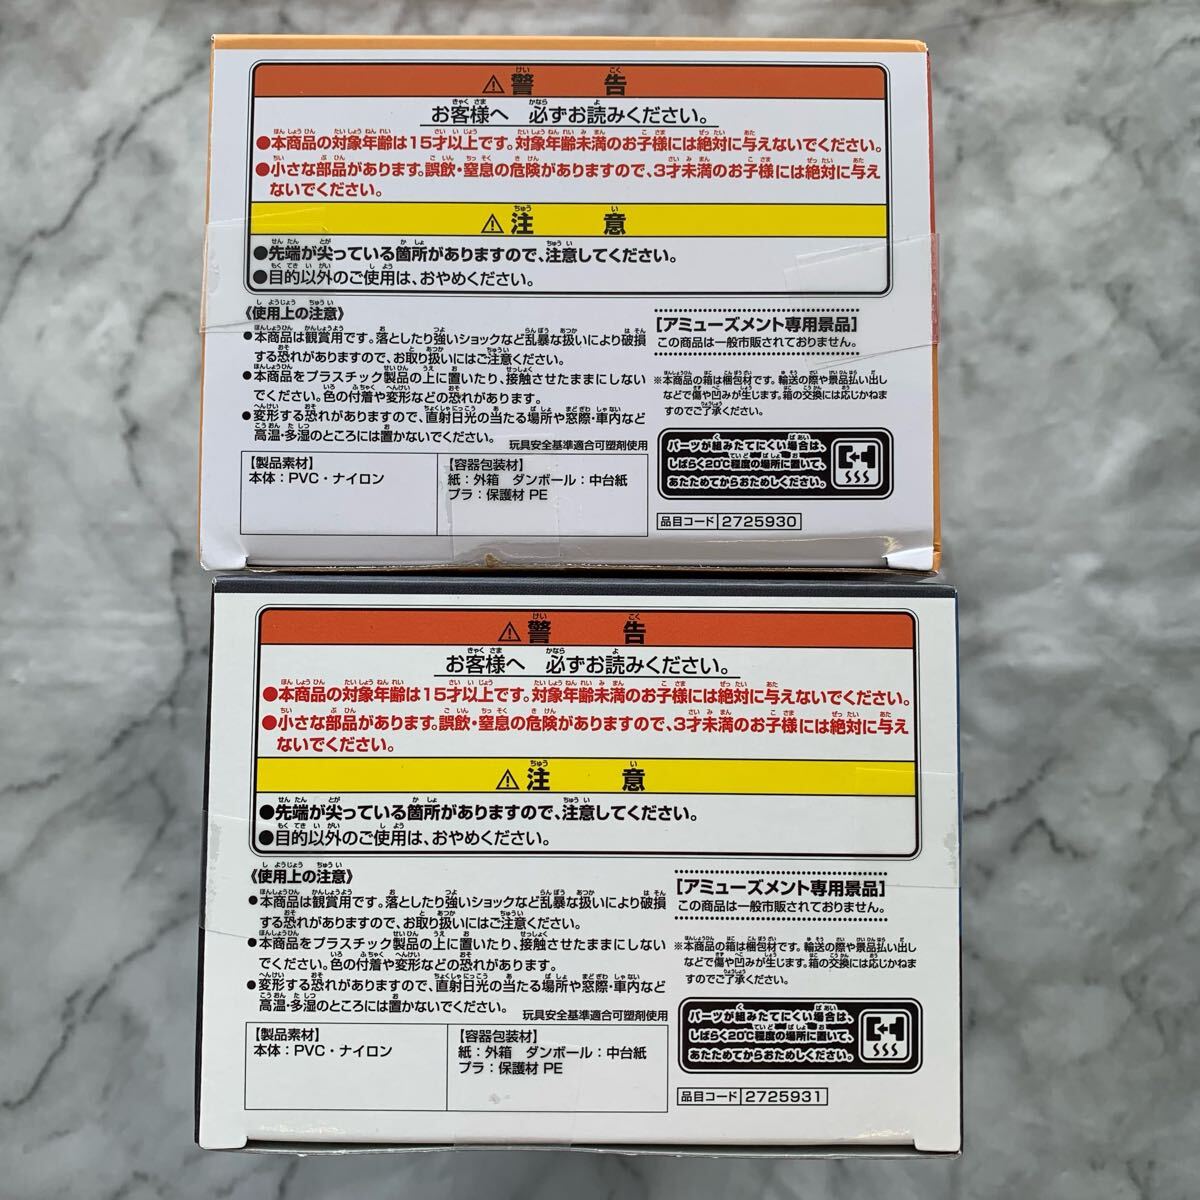 ⚠警告
お客様へ 必ずお読みください。
●本商品の対象年齢は15才以上です。対象年齢未満のお子様には絶対に与えないでください。
●小さな部品があります。誤飲・窒息の危険がありますので、3才未満のお子様には絶対に与え
ないでください。
⚠注意
●先端が尖っている箇所がありますので、注意してください。
●目的以外のご使用は、おやめください。
《使用上の注意》
●本商品は観賞用です。落としたり強いショックなど乱暴な扱いにより破損
する恐れがありますので、お取り扱いにはご注意ください。
●本商品をプラスチック製品の上に置いたり、接触させたままにしない
でください。色の付着や変形などの恐れがあります。
●変形する恐れがありますので、直射日光の当たる場所や窓際・車内など
高温・多湿のところには置かないでください。
玩具安全基準適合可塑剤使用
【製品素材】
本体：PVC・ナイロン
【容器包装材】
紙：外箱 ダンボール：中台紙
プラ：保護材 PE
[アミューズメント専用景品]
この商品は一般市販されておりません。
※本商品の箱は梱包材です。輸送の際や景品払い出し
などで傷や凹みが生じます。箱の交換には応じかねま
すのでご了承ください。
パーツが組みたてにくい場合は、
しばらく20℃程度の場所に置いて、
あたためてからおためしください。
品目コード 2725930
⚠警告
お客様へ 必ずお読みください。
●本商品の対象年齢は15才以上です。対象年齢未満のお子様には絶対に与えないでください。
●小さな部品があります。誤飲・窒息の危険がありますので、3才未満のお子様には絶対に与え
ないでください。
⚠注意
●先端が尖っている箇所がありますので、注意してください。
●目的以外のご使用は、おやめください。
《使用上の注意》
●本商品は観賞用です。落としたり強いショックなど乱暴な扱いにより破損
する恐れがありますので、お取り扱いにはご注意ください。
●本商品をプラスチック製品の上に置いたり、接触させたままにしない
でください。色の付着や変形などの恐れがあります。
●変形する恐れがありますので、直射日光の当たる場所や窓際・車内など
高温・多湿のところには置かないでください。
玩具安全基準適合可塑剤使用
【製品素材】
本体：PVC・ナイロン
【容器包装材】
紙：外箱 ダンボール：中台紙
プラ：保護材 PE
[アミューズメント専用景品]
この商品は一般市販されておりません。
※本商品の箱は梱包材です。輸送の際や景品払い出し
などで傷や凹みが生じます。箱の交換には応じかねま
すのでご了承ください。
パーツが組みたてにくい場合は、
しばらく20℃程度の場所に置いて、
あたためてからおためしください。
品目コード 2725931